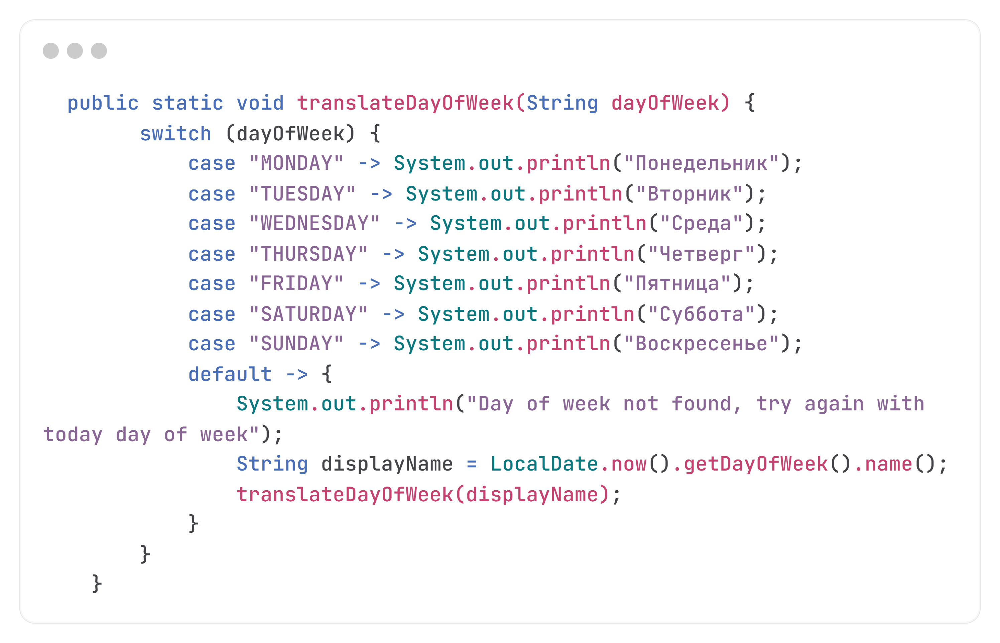 public static void translateDayOfWeek(String dayOfWeek) {
switch (dayOfWeek) {
case "MONDAY" -> System.out.println("Понедельник");
case "TUESDAY" -> System.out.println("Вторник");
case "WEDNESDAY" -> System.out.println("Среда");
case "THURSDAY" -> System.out.println("Четверг");
case "FRIDAY" -> System.out.println("Пятница");
case "SATURDAY" -> System.out.println("Суббота");
case "SUNDAY" -> System.out.println("Воскресенье");
default -> {
System.out.println("Day of week not found, try again with
today day of week");
String displayName = LocalDate.now().getDayOfWeek().name();
translateDayOfWeek(displayName);
}
}
}